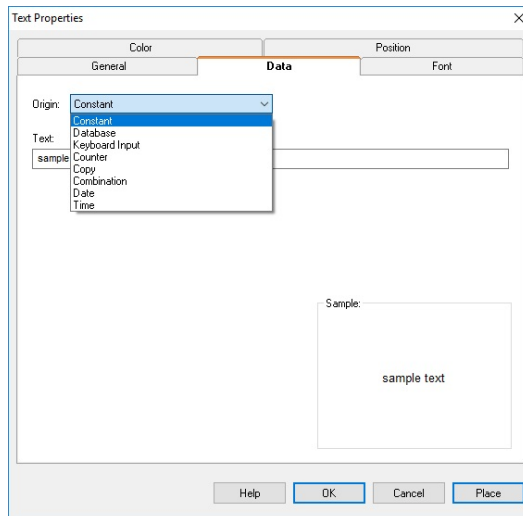 Text Properties
Color Position
General Data Font
Origin: Constant
Constant
Database
Text: Keyboard Input
sample Counter
Copy
Combination
Date
Time
Sample:
sample text
Help OK Cancel Place